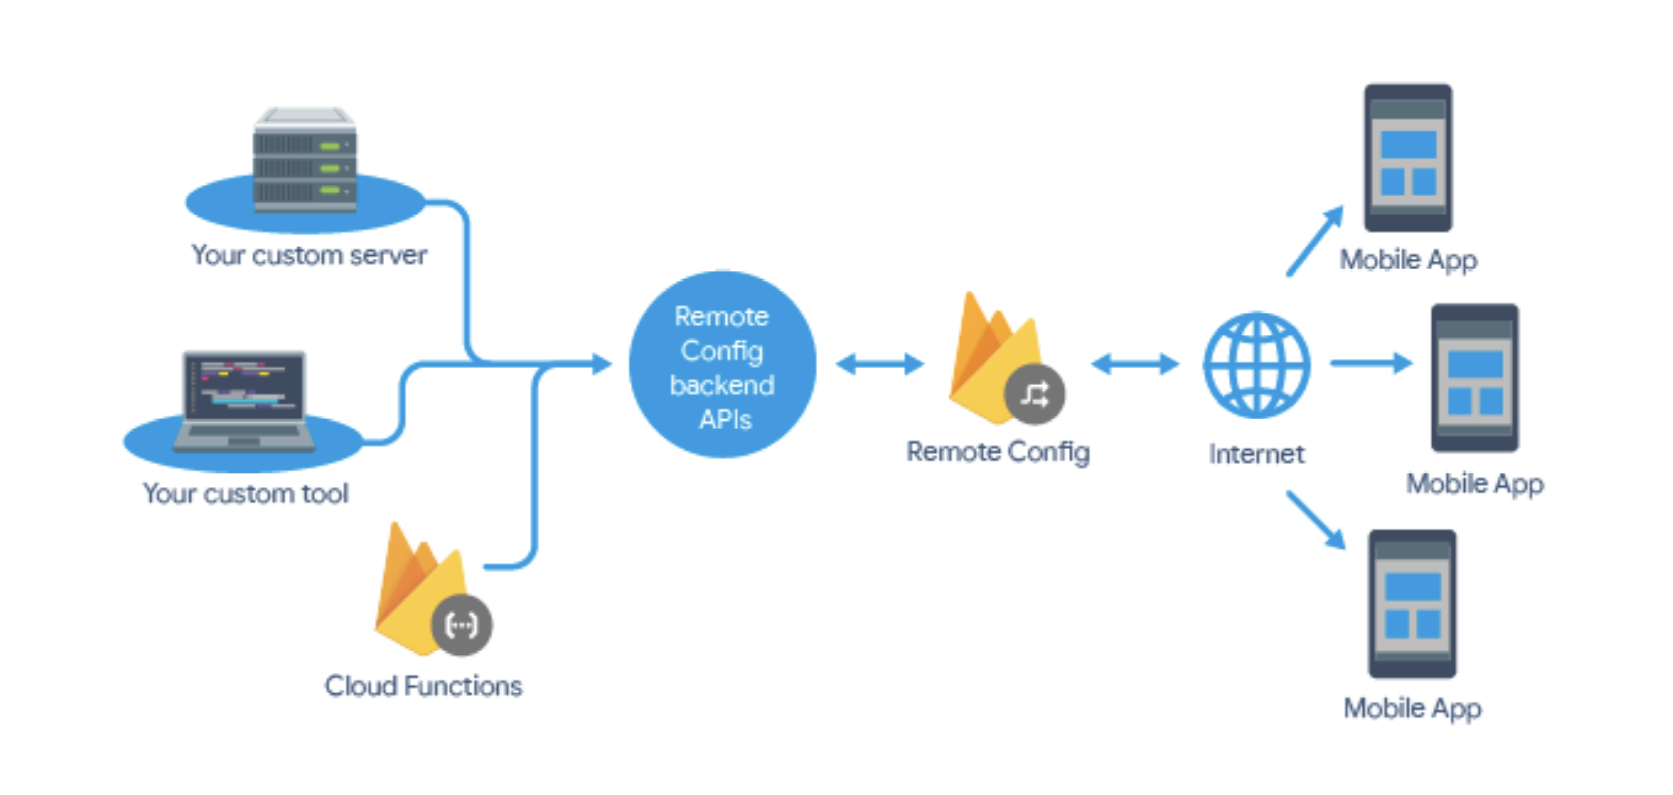 Your custom server
Your custom tool
Cloud Functions
Remote
Config
backend
APIs
Remote Config
Internet
Mobile App
Mobile App
Mobile App